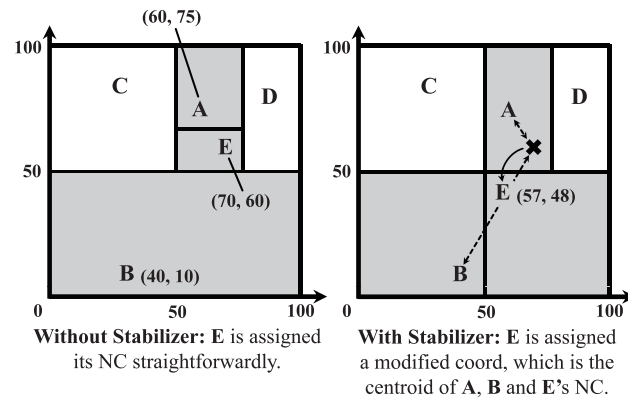 (60, 75)
100
C
A
D
E
50
(70, 60)
B (40, 10)
0
50
100
Without Stabilizer: E is assigned
its NC straightforwardly.
100
C
A
D
50
E (57, 48)
B
0
50
100
With Stabilizer: E is assigned
a modified coord, which is the
centroid of A, B and E's NC.